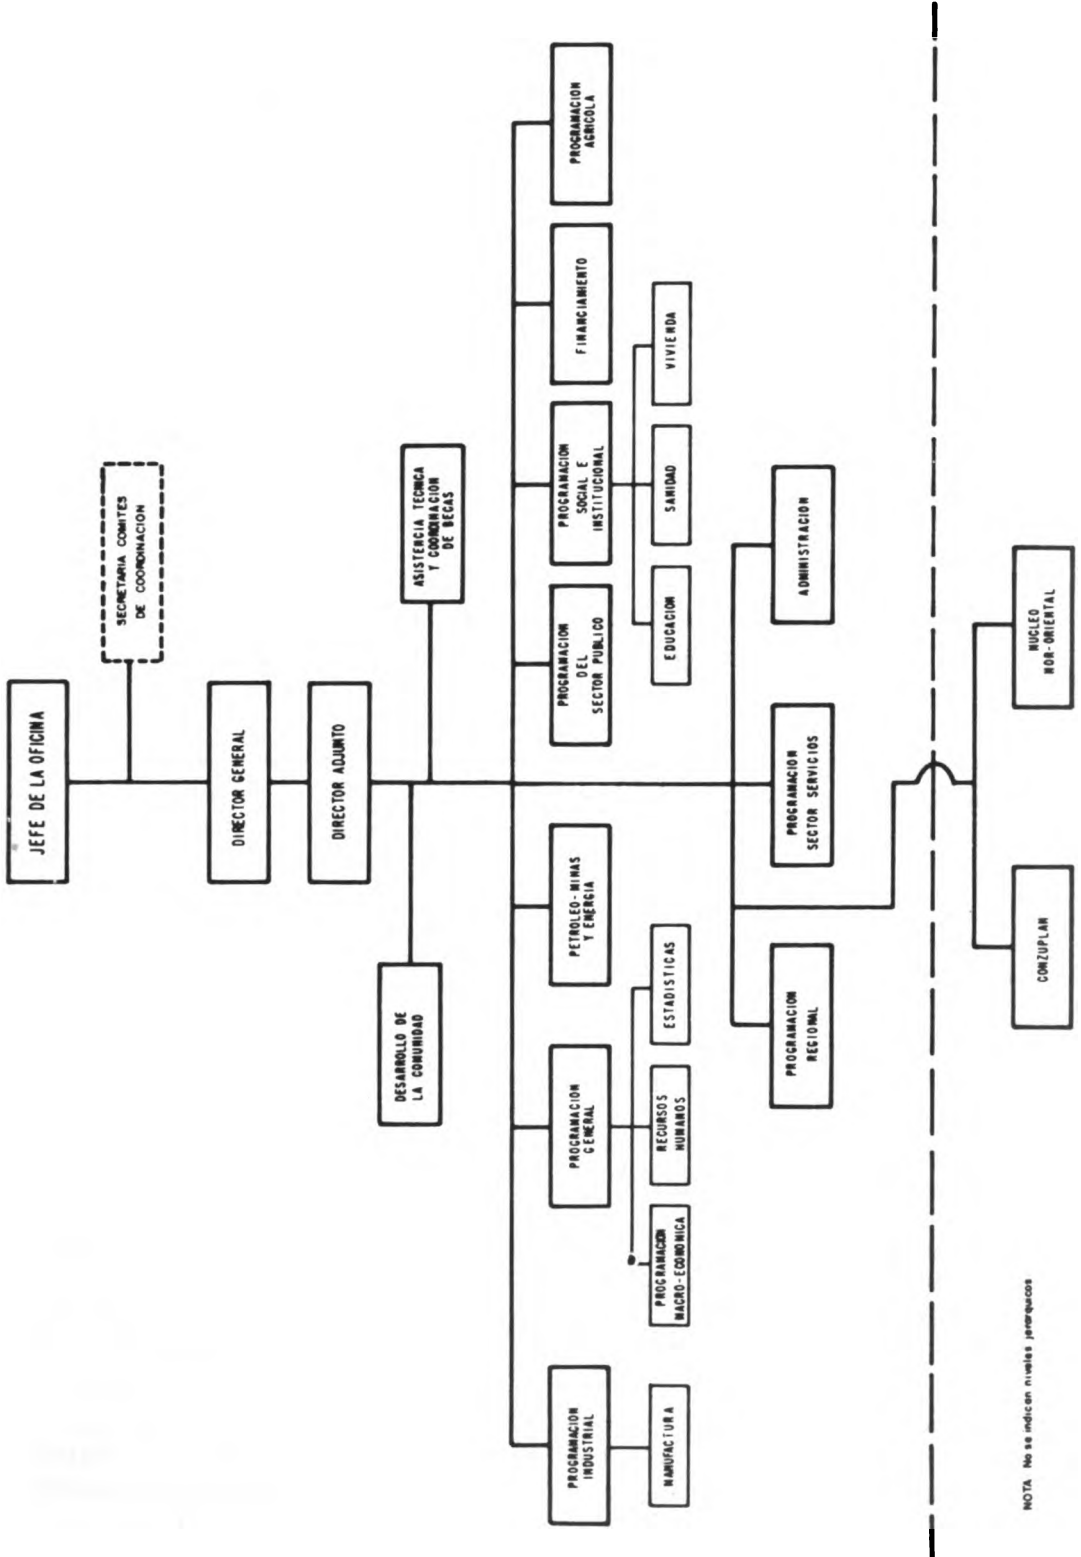 JEFE DE LA OFICINA
SECRETARIA COMITES
DE COORDINACION
DIRECTOR GENERAL
DIRECTOR ADJUNTO
DESARROLLO DE
LA COMUNIDAD
ASISTENCIA TECNICA
Y COORDINACION
DE BECAS
PROGRAMACION
INDUSTRIAL
PROGRAMACION
GENERAL
PETROLEO-MINAS
Y ENERGIA
PROGRAMACION
DEL
SECTOR PUBLICO
PROGRAMACION
SOCIAL E
INSTITUCIONAL
FINANCIAMIENTO
PROGRAMACION
AGRICOLA
MANUFACTURA
PROGRAMACION
MACRO-ECONOMICA
RECURSOS
HUMANOS
ESTADISTICAS
EDUCACION
SANIDAD
VIVIENDA
PROGRAMACION
REGIONAL
PROGRAMACION
SECTOR SERVICIOS
ADMINISTRACION
CONZUPLAN
NUCLEO
NOR-ORIENTAL
NOTA No se indican niveles jerarquicos